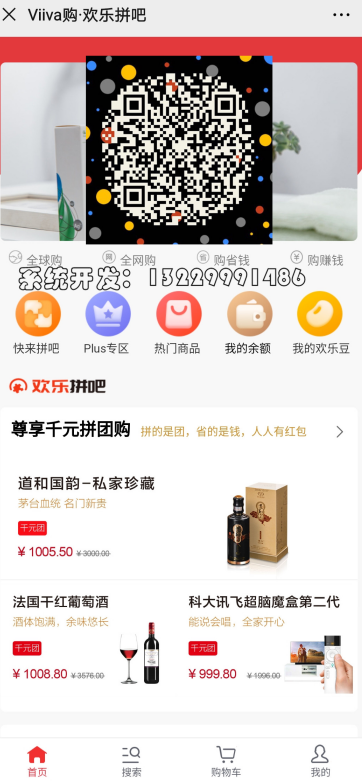 Viiva购·欢乐拼吧
全球购 全网购 购省钱 购赚钱
系统开发：13229991486
快来拼吧 Plus专区 热门商品 我的余额 我的欢乐豆
欢乐拼吧
尊享千元拼团购 拼的是团，省的是钱，人人有红包
道和国韵-私家珍藏
茅台血统 名门新贵
千元团
¥1005.50 ¥3000.00
法国干红葡萄酒
酒体饱满、余味悠长
千元团
¥1008.80 ¥3576.00
科大讯飞超脑魔盒第二代
能说会唱，全家开心
千元团
¥999.80 ¥1996.00
首页 搜索 购物车 我的